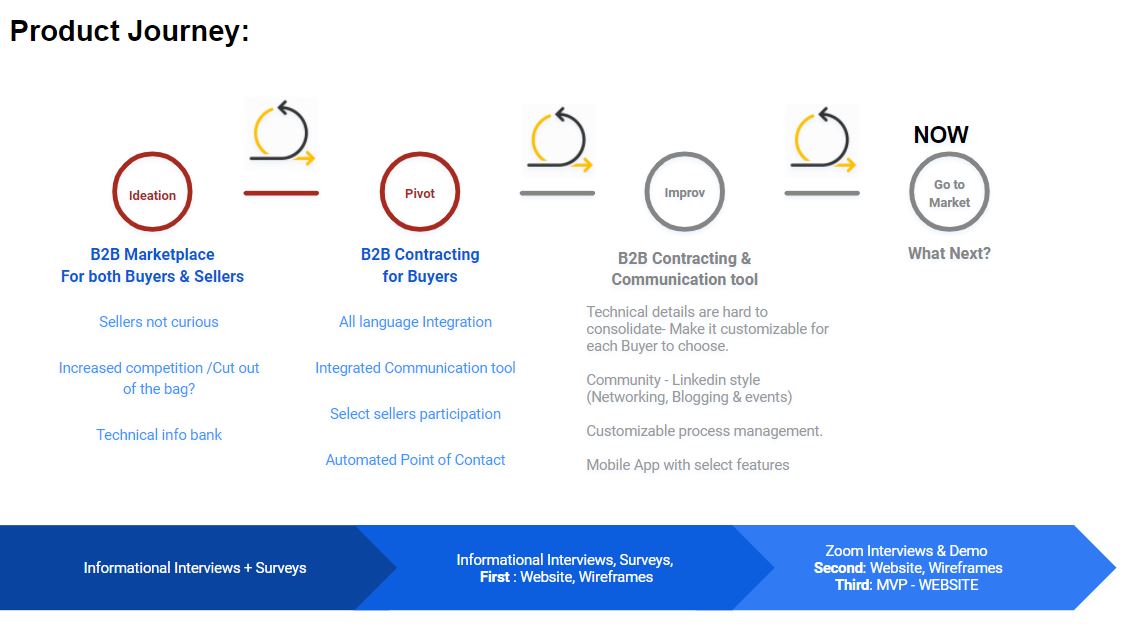 Product Journey:
NOW
Ideation
Pivot
Improv
Go to
Market
B2B Marketplace
For both Buyers & Sellers
Sellers not curious
Increased competition /Cut out
of the bag?
Technical info bank
B2B Contracting
for Buyers
All language Integration
Integrated Communication tool
Select sellers participation
Automated Point of Contact
B2B Contracting &
Communication tool
Technical details are hard to
consolidate- Make it customizable for
each Buyer to choose.
Community - Linkedin style
(Networking, Blogging & events)
Customizable process management.
Mobile App with select features
What Next?
Informational Interviews + Surveys
Informational Interviews, Surveys,
First : Website, Wireframes
Zoom Interviews & Demo
Second: Website, Wireframes
Third: MVP - WEBSITE